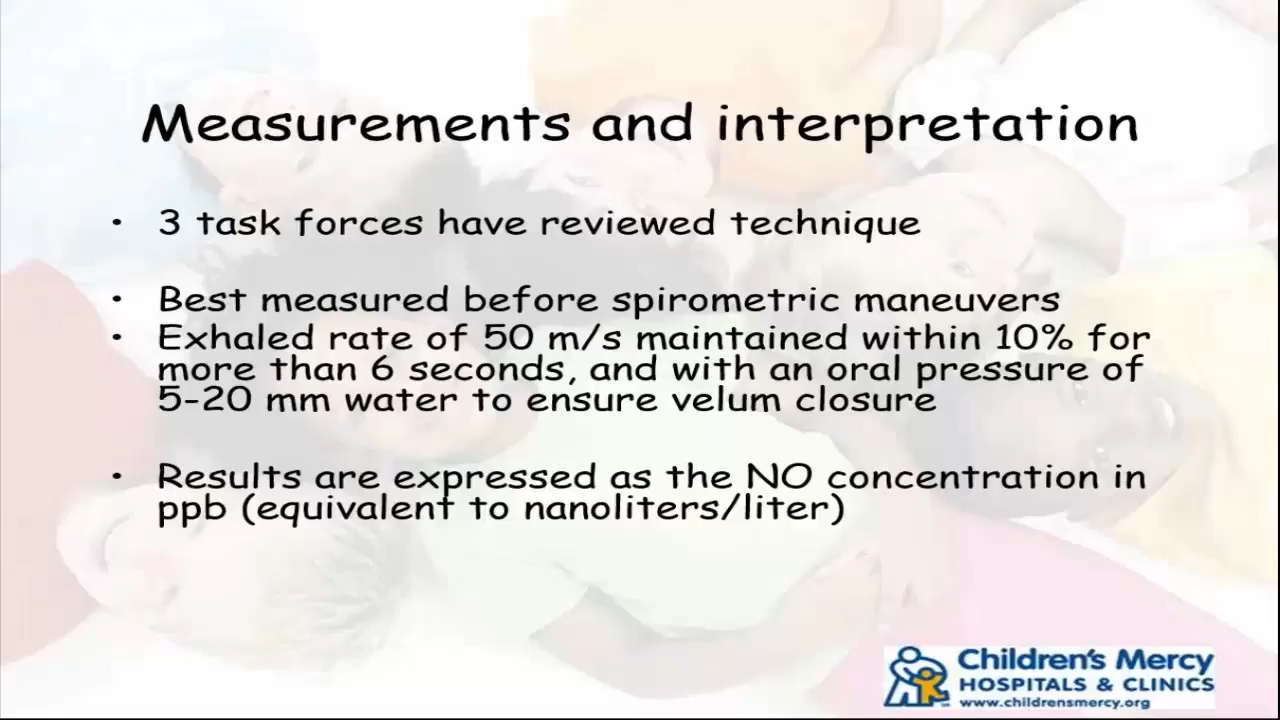 Measurements and interpretation
• 3 task forces have reviewed technique
• Best measured before spirometric maneuvers
• Exhaled rate of 50 m/s maintained within 10% for
more than 6 seconds, and with an oral pressure of
5-20 mm water to ensure velum closure
• Results are expressed as the NO concentration in
ppb (equivalent to nanoliters/liter)
Children's Mercy
HOSPITALS & CLINICS
www.childrensmercy.org